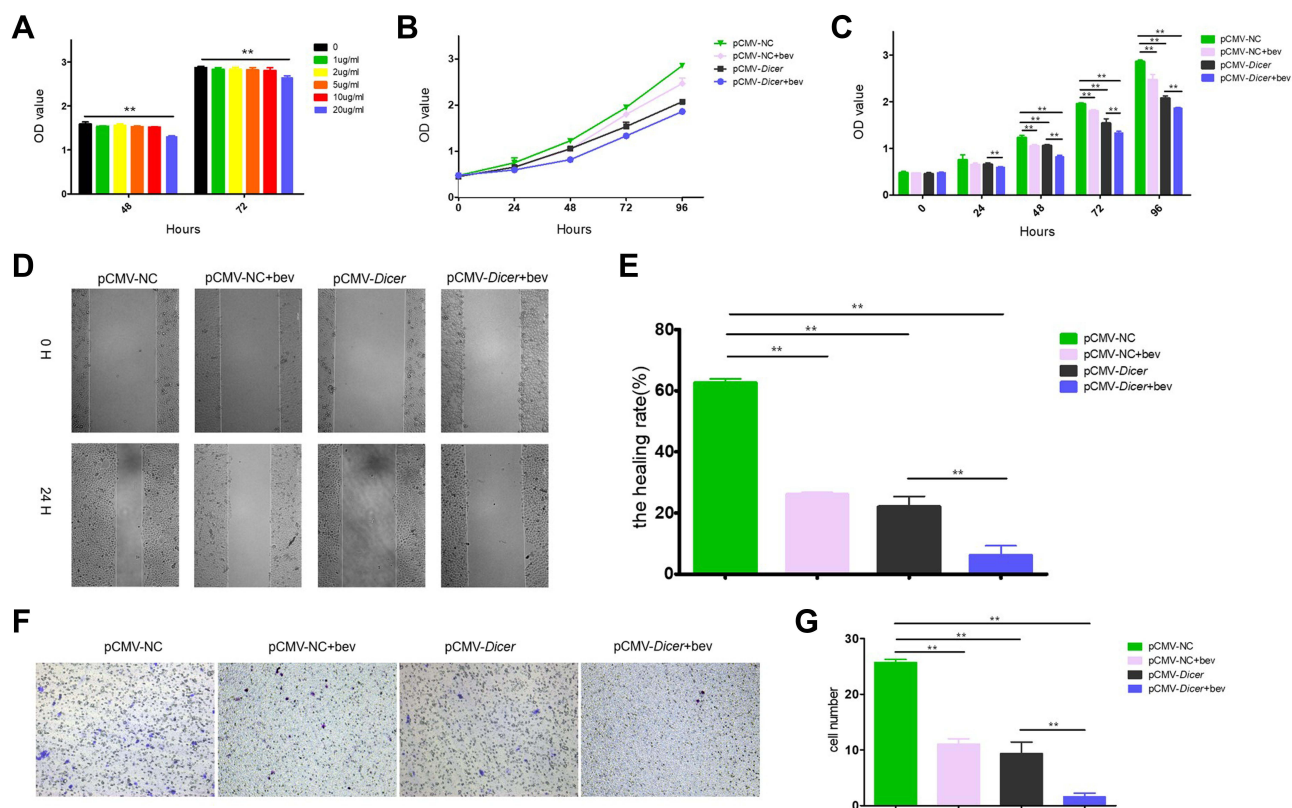 A
OD value
3
2
1
0
**
**
48
72
Hours
0
1ug/ml
2ug/ml
5ug/ml
10ug/ml
20ug/ml
B
OD value
3
2
1
0
0
24
48
72
96
Hours
pCMV-NC
pCMV-NC+bev
pCMV-Dicer
pCMV-Dicer+bev
C
OD value
3
2
1
0
**
**
**
**
**
**
**
**
**
**
**
**
**
0
24
48
72
96
Hours
pCMV-NC
pCMV-NC+bev
pCMV-Dicer
pCMV-Dicer+bev
D
pCMV-NC
pCMV-NC+bev
pCMV-Dicer
pCMV-Dicer+bev
0 H
24 H
E
the healing rate(%)
80
60
40
20
0
**
**
**
**
pCMV-NC
pCMV-NC+bev
pCMV-Dicer
pCMV-Dicer+bev
F
pCMV-NC
pCMV-NC+bev
pCMV-Dicer
pCMV-Dicer+bev
G
cell number
30
20
10
0
**
**
**
**
pCMV-NC
pCMV-NC+bev
pCMV-Dicer
pCMV-Dicer+bev